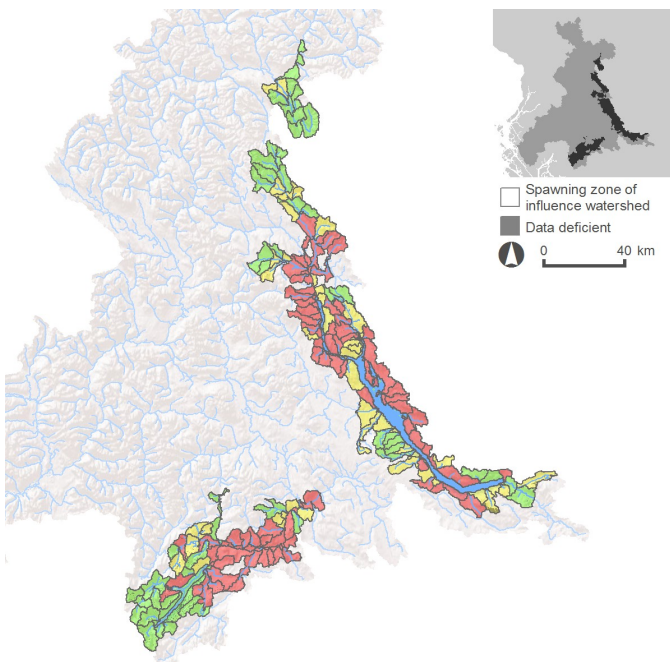 Spawning zone of
influence watershed
Data deficient
0 40 km